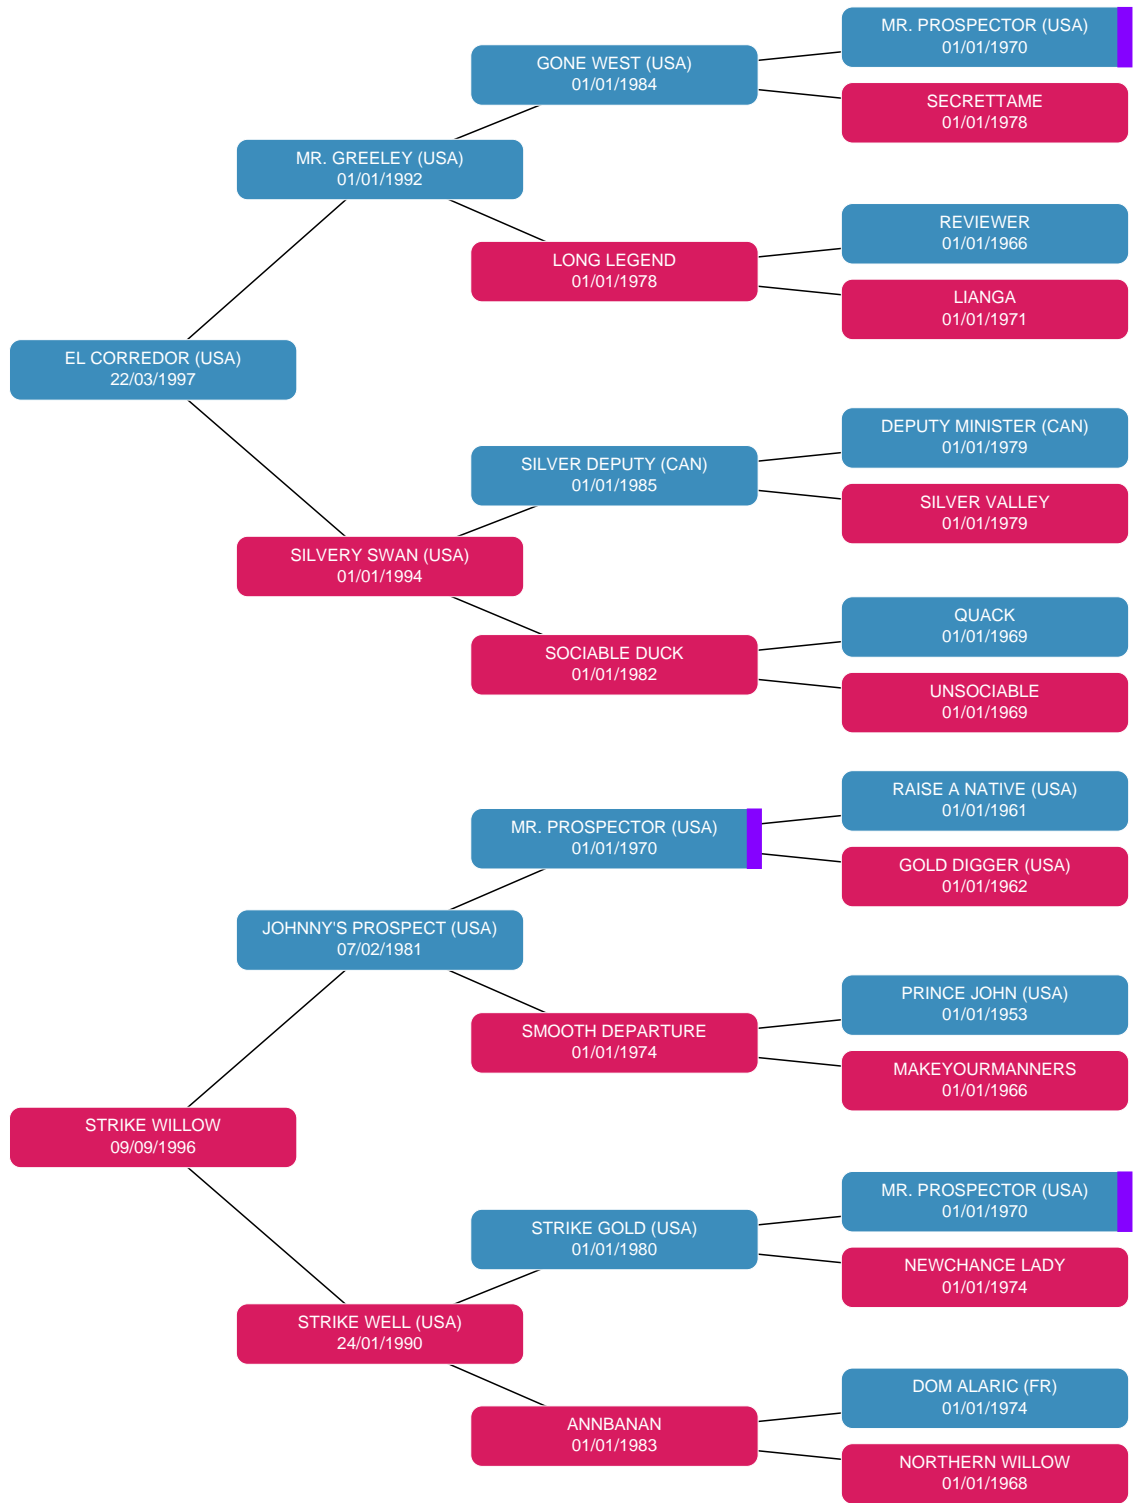 MR. PROSPECTOR (USA)
01/01/1970
GONE WEST (USA)
01/01/1984
SECRETTAME
01/01/1978
MR. GREELEY (USA)
01/01/1992
REVIEWER
01/01/1966
LONG LEGEND
01/01/1978
LIANGA
01/01/1971
EL CORREDOR (USA)
22/03/1997
DEPUTY MINISTER (CAN)
01/01/1979
SILVER DEPUTY (CAN)
01/01/1985
SILVER VALLEY
01/01/1979
SILVERY SWAN (USA)
01/01/1994
QUACK
01/01/1969
SOCIABLE DUCK
01/01/1982
UNSOCIABLE
01/01/1969
RAISE A NATIVE (USA)
01/01/1961
MR. PROSPECTOR (USA)
01/01/1970
GOLD DIGGER (USA)
01/01/1962
JOHNNY'S PROSPECT (USA)
07/02/1981
PRINCE JOHN (USA)
01/01/1953
SMOOTH DEPARTURE
01/01/1974
MAKEYOURMANNERS
01/01/1966
STRIKE WILLOW
09/09/1996
MR. PROSPECTOR (USA)
01/01/1970
STRIKE GOLD (USA)
01/01/1980
NEWCHANCE LADY
01/01/1974
STRIKE WELL (USA)
24/01/1990
DOM ALARIC (FR)
01/01/1974
ANNBANAN
01/01/1983
NORTHERN WILLOW
01/01/1968